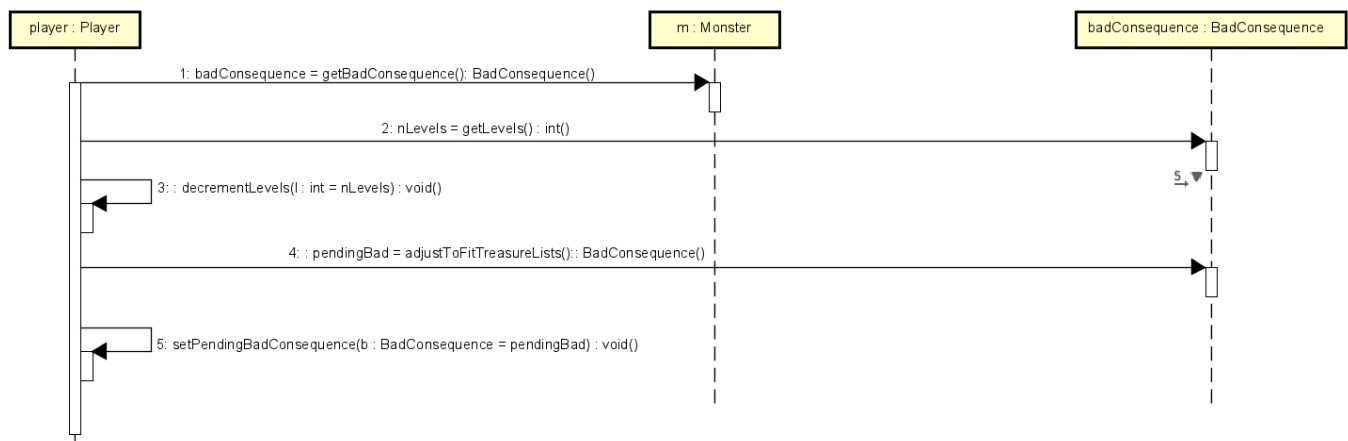 player : Player
m : Monster
badConsequence : BadConsequence
1: badConsequence = getBadConsequence(): BadConsequence()
2: nLevels = getLevels() : int()
S
3: : decrementLevels(l : int = nLevels) : void()
4: : pendingBad = adjustToFitTreasureLists():: BadConsequence()
5: setPendingBadConsequence(b : BadConsequence = pendingBad) : void()